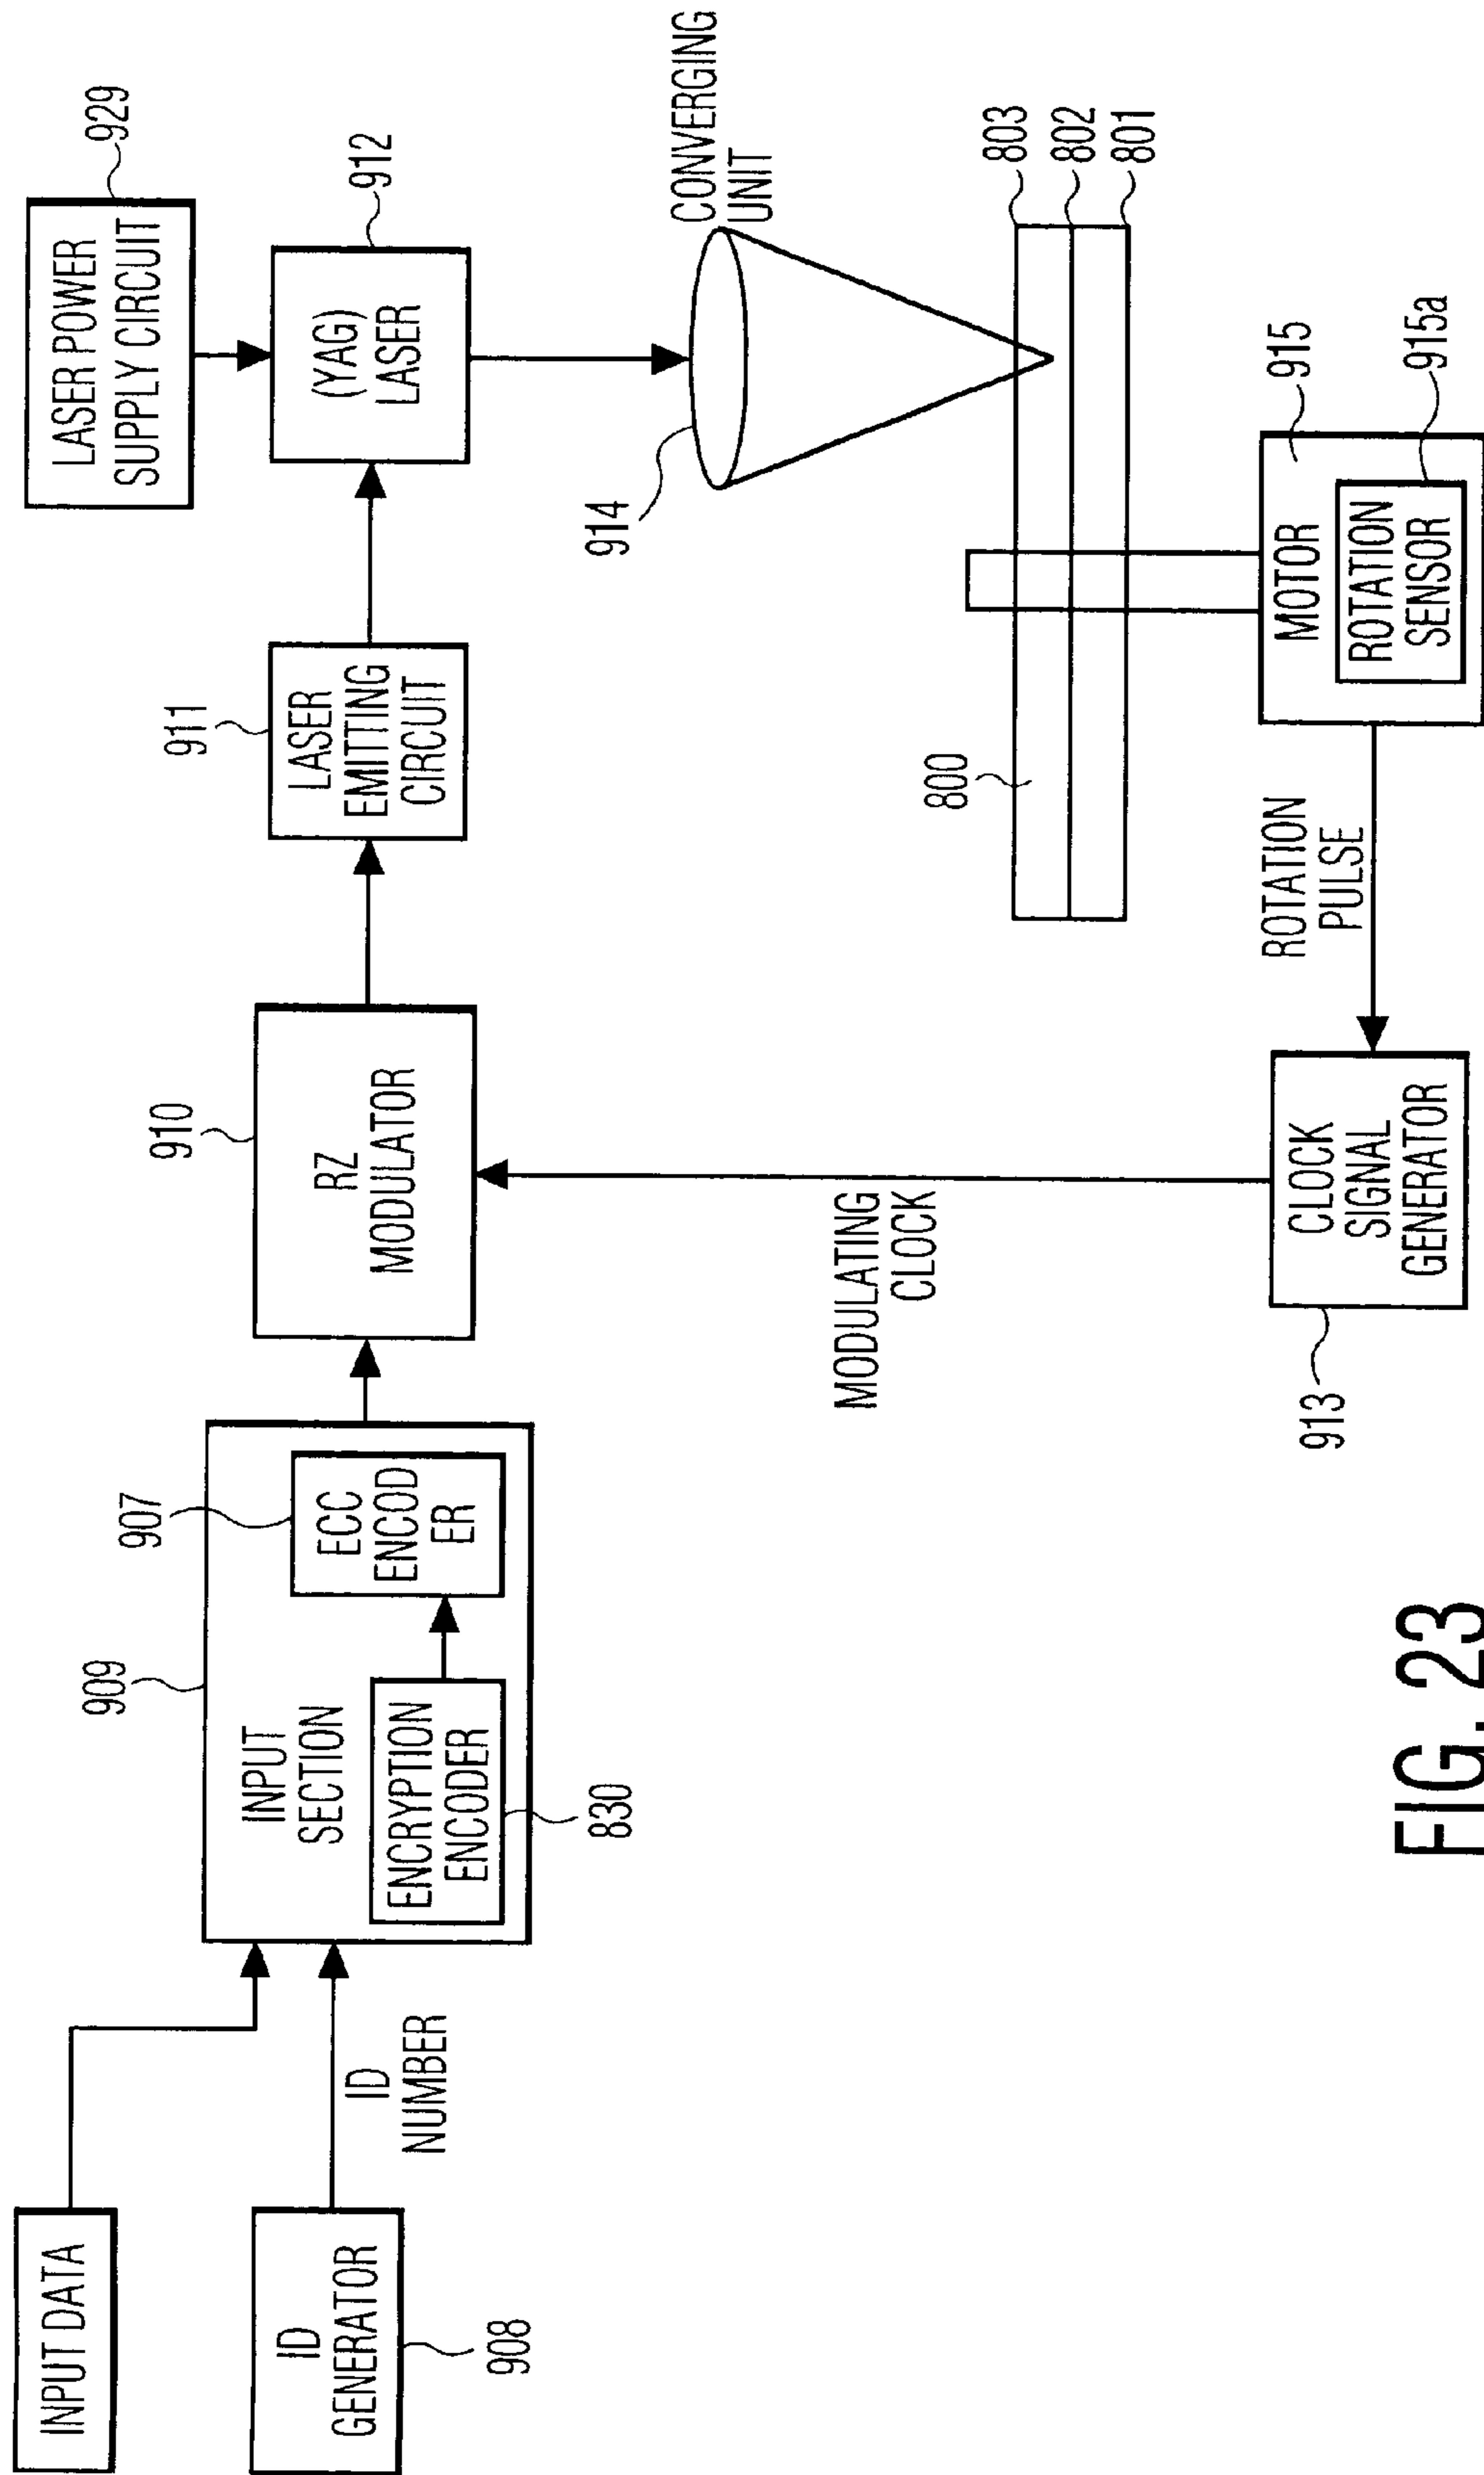 INPUT DATA
ID
GENERATOR
908
ID
NUMBER
909
INPUT
SECTION
ENCRYPTION
ENCODER
830
907
ECC
ENCOD
ER
910
RZ
MODULATOR
911
LASER
EMITTING
CIRCUIT
LASER POWER
SUPPLY CIRCUIT
929
(YAG)
LASER
912
914
CONVERGING
UNIT
800
803
802
801
MOTOR
915
ROTATION
SENSOR
915a
ROTATION
PULSE
CLOCK
SIGNAL
GENERATOR
913
MODULATING
CLOCK
FIG. 23